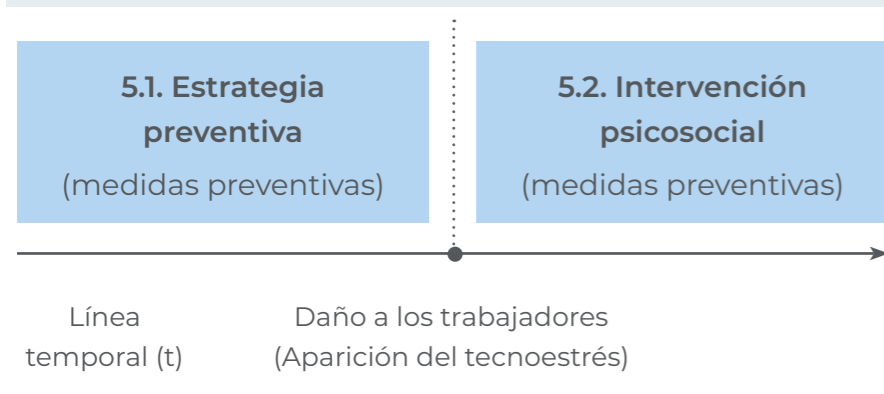 5.1. Estrategia
preventiva
(medidas preventivas)
5.2. Intervención
psicosocial
(medidas preventivas)
Línea
temporal (t)
Daño a los trabajadores
(Aparición del tecnoestrés)